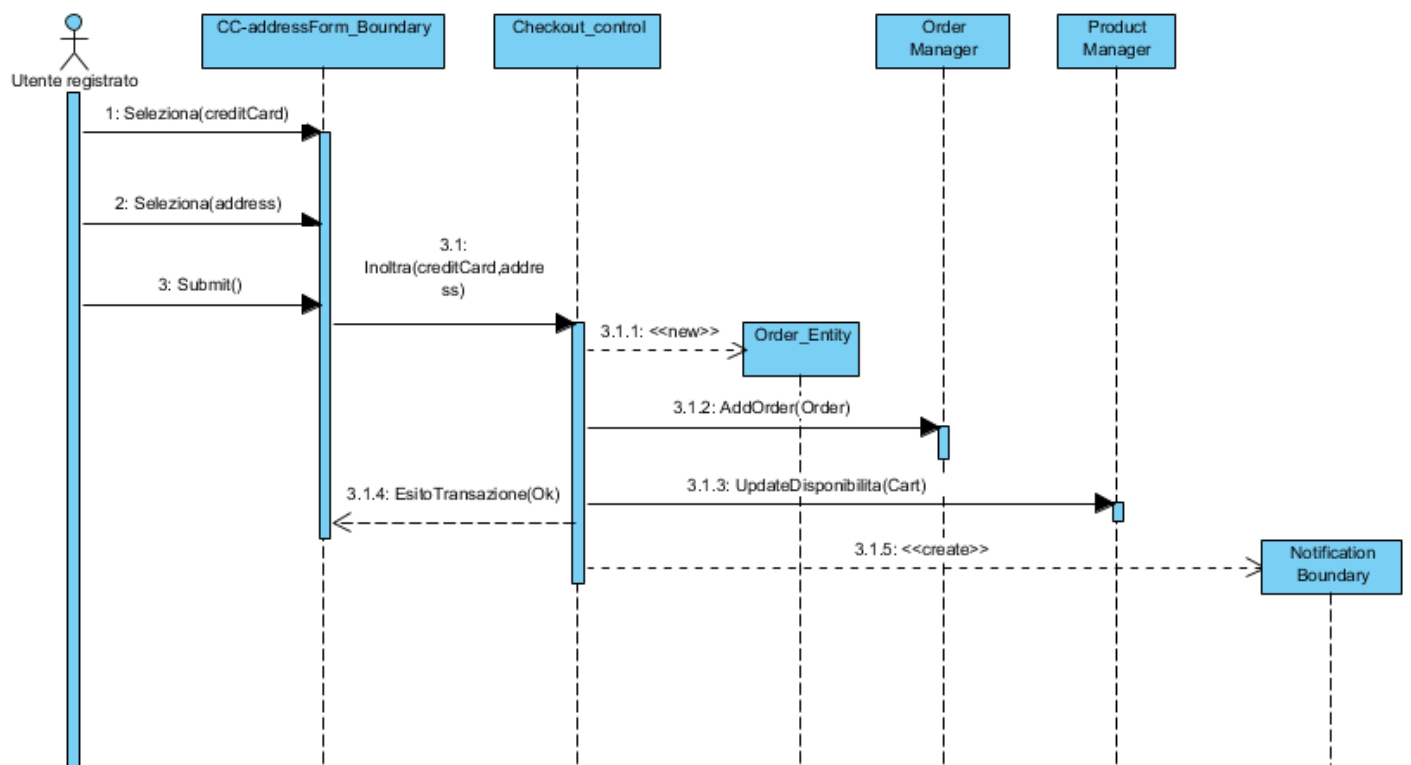 CC-addressForm_Boundary
Checkout_control
Order
Manager
Product
Manager
Utente registrato
1: Seleziona(creditCard)
2: Seleziona(address)
3.1:
Inoltra(creditCard,addre
ss)
3: Submit()
3.1.1: <<new>>
Order_Entity
3.1.2: AddOrder(Order)
3.1.3: UpdateDisponibilita(Cart)
3.1.4: EsitoTransazione(Ok)
3.1.5: <<create>>
Notification
Boundary